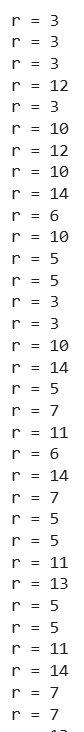 r = 3
r = 3
r = 3
r = 12
r = 3
r = 10
r = 12
r = 10
r = 14
r = 6
r = 10
r = 5
r = 5
r = 3
r = 3
r = 10
r = 14
r = 5
r = 7
r = 11
r = 6
r = 14
r = 7
r = 5
r = 5
r = 11
r = 13
r = 5
r = 5
r = 11
r = 14
r = 7
r = 7